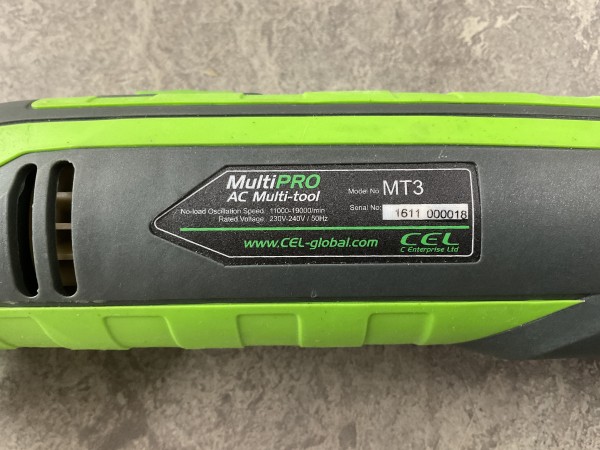 MultiPRO
AC Multi-tool
No-load Oscillation Speed: 11000-19000/min
Rated Voltage: 230V-240V / 50Hz
Model No: MT3
Serial No: 1611 000018
www.CEL-global.com
CEL
C Enterprise Ltd